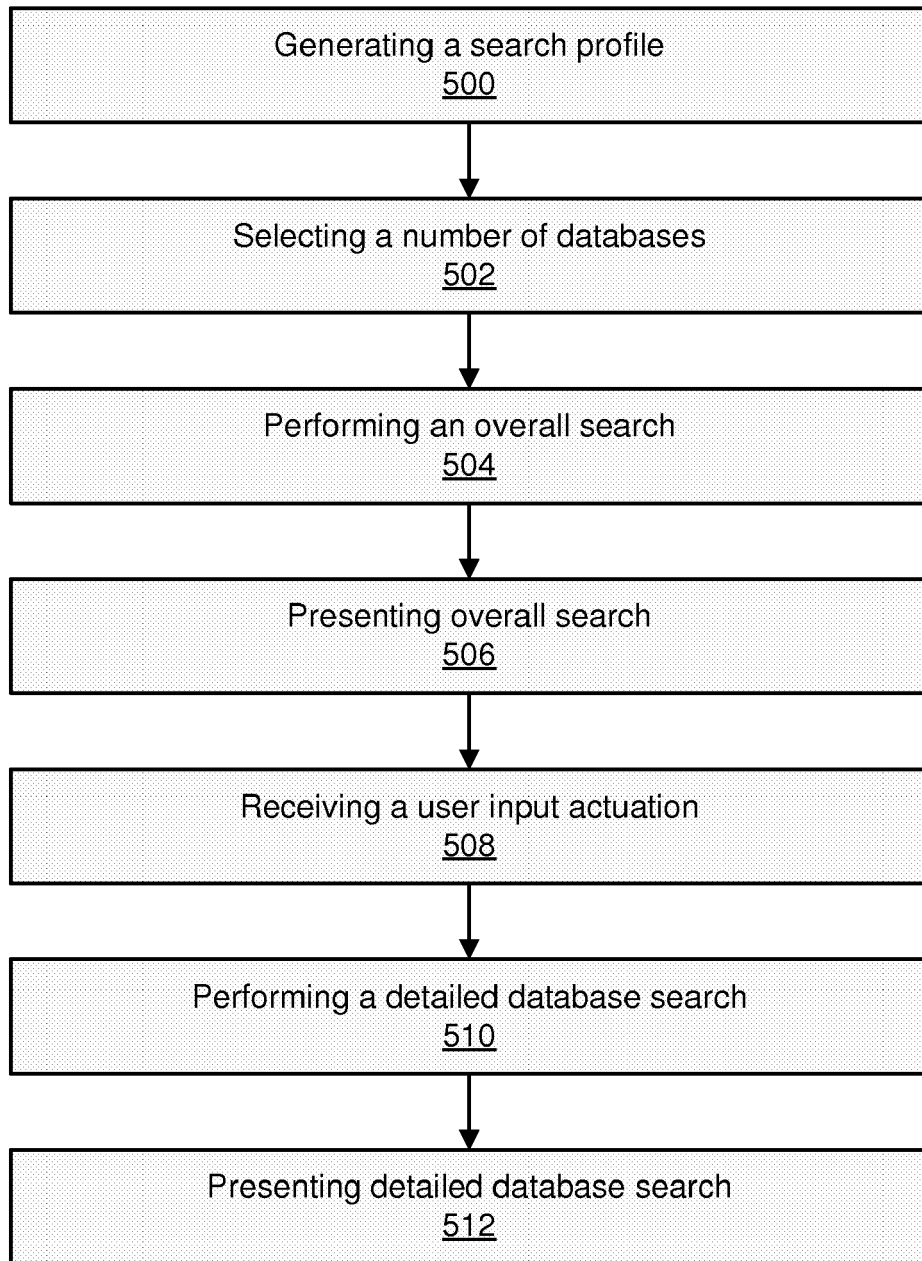 Generating a search profile
500
Selecting a number of databases
502
Performing an overall search
504
Presenting overall search
506
Receiving a user input actuation
508
Performing a detailed database search
510
Presenting detailed database search
512